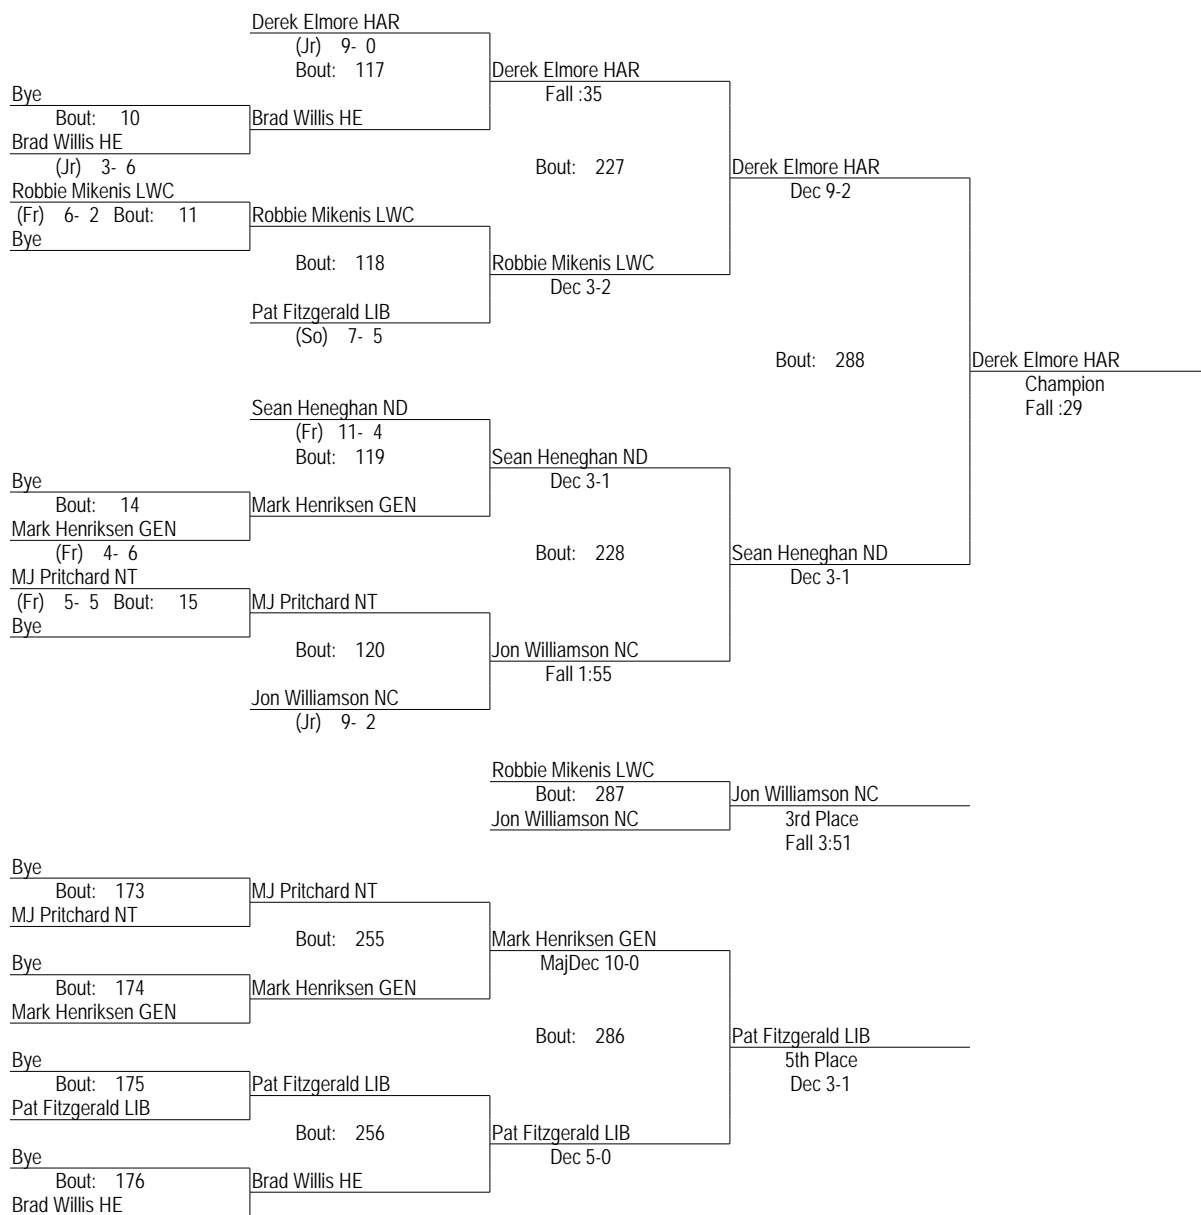 Derek Elmore HAR
(Jr) 9- 0
Bout: 117 Derek Elmore HAR
Bye Fall :35
Bout: 10 Brad Willis HE
Brad Willis HE
(Jr) 3- 6 Bout: 227 Derek Elmore HAR
Robbie Mikenis LWC Dec 9-2
(Fr) 6- 2 Bout: 11 Robbie Mikenis LWC
Bye
Bout: 118 Robbie Mikenis LWC
Dec 3-2
Pat Fitzgerald LIB
(So) 7- 5
Bout: 288 Derek Elmore HAR
Champion
Sean Heneghan ND Fall :29
(Fr) 11- 4
Bout: 119 Sean Heneghan ND
Bye Dec 3-1
Bout: 14 Mark Henriksen GEN
Mark Henriksen GEN
(Fr) 4- 6 Bout: 228 Sean Heneghan ND
MJ Pritchard NT Dec 3-1
(Fr) 5- 5 Bout: 15 MJ Pritchard NT
Bye
Bout: 120 Jon Williamson NC
Fall 1:55
Jon Williamson NC
(Jr) 9- 2
Robbie Mikenis LWC
Bout: 287 Jon Williamson NC
Jon Williamson NC 3rd Place
Fall 3:51
Bye
Bout: 173 MJ Pritchard NT
MJ Pritchard NT
Bout: 255 Mark Henriksen GEN
Bye MajDec 10-0
Bout: 174 Mark Henriksen GEN
Mark Henriksen GEN
Bout: 286 Pat Fitzgerald LIB
Bye 5th Place
Bout: 175 Pat Fitzgerald LIB Dec 3-1
Pat Fitzgerald LIB
Bout: 256 Pat Fitzgerald LIB
Bye Dec 5-0
Bout: 176 Brad Willis HE
Brad Willis HE